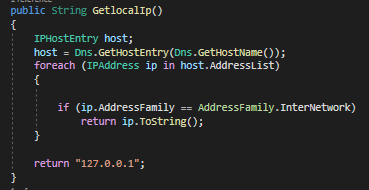 public String GetlocalIp()
{
IPHostEntry host;
host = Dns.GetHostEntry(Dns.GetHostName());
foreach (IPAddress ip in host.AddressList)
{
if (ip.AddressFamily == AddressFamily.InterNetwork)
return ip.ToString();
}
return "127.0.0.1";
}